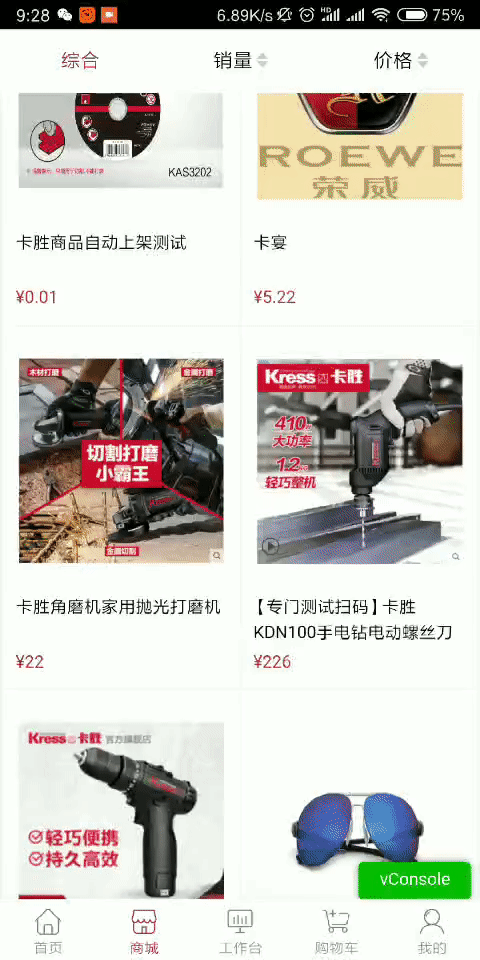 9:28
6.89K/s
HD
75%
综合
销量
价格
KAS3202
ROEWE
荣威
卡胜商品自动上架测试
卡宴
¥0.01
¥5.22
木材打磨
金属打磨
切割打磨
小霸王
金属切割
Kress 卡胜
410W
大功率
1.2
轻巧整机
卡胜角磨机家用抛光打磨机
【专门测试扫码】卡胜
KDN100手电钻电动螺丝刀
¥22
¥226
Kress 卡胜 官方旗舰店
轻巧便携
持久高效
vConsole
首页
商城
工作台
购物车
我的